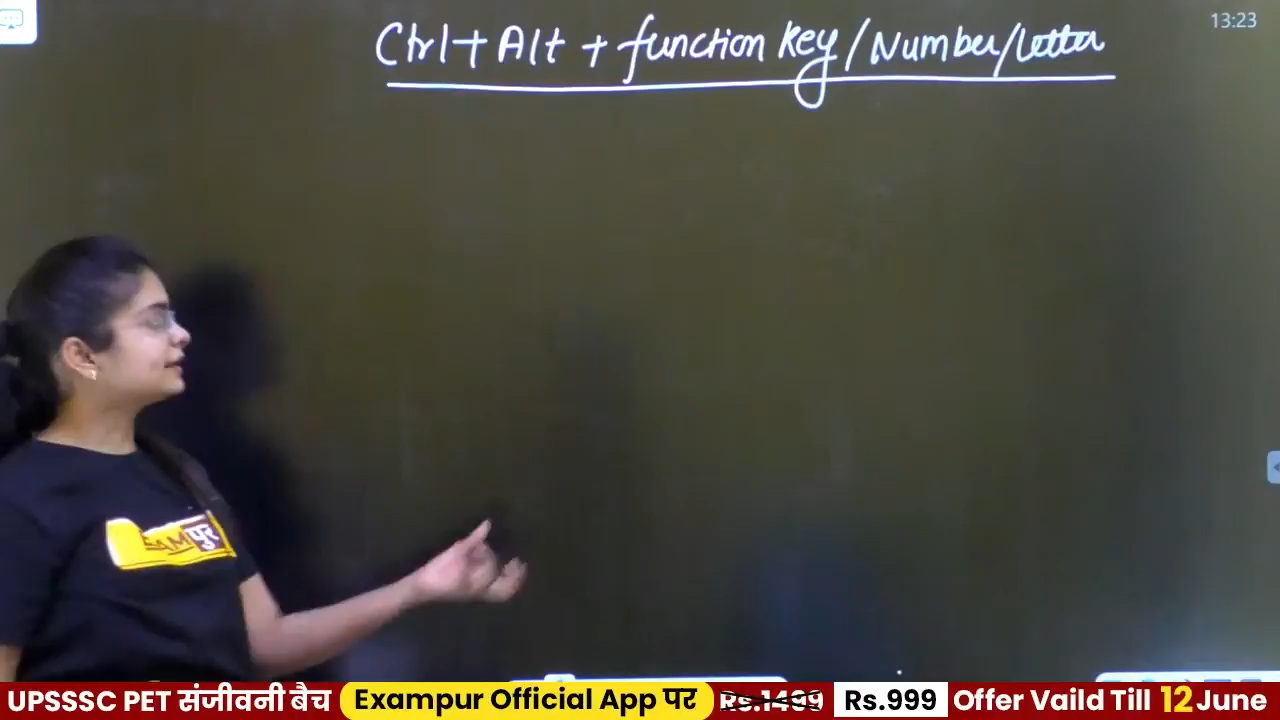 Ctrl + Alt + function key / Number / Letter
13:23
EXAMपुर
UPSSSC PET संजीवनी बैच Exampur Official App पर Rs.1499 Rs.999 Offer Vaild Till 12 June